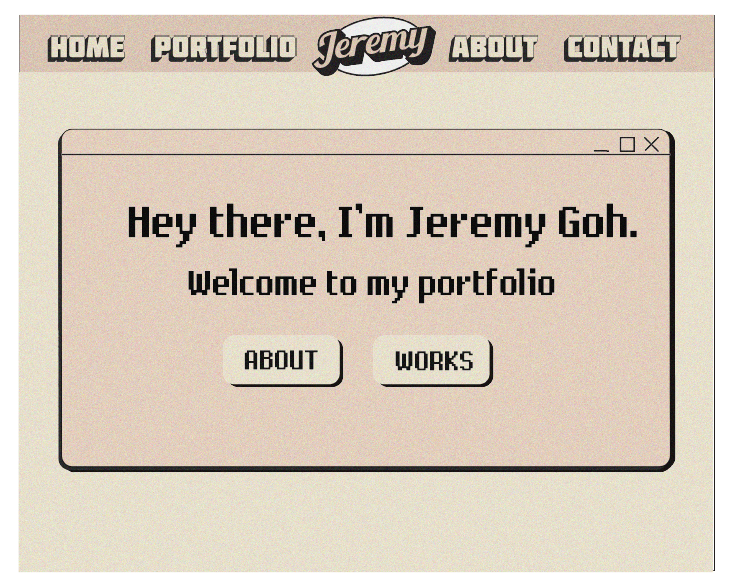 HOME PORTFOLIO Jeremy ABOUT CONTACT
Hey there, I'm Jeremy Goh.
Welcome to my portfolio
ABOUT WORKS